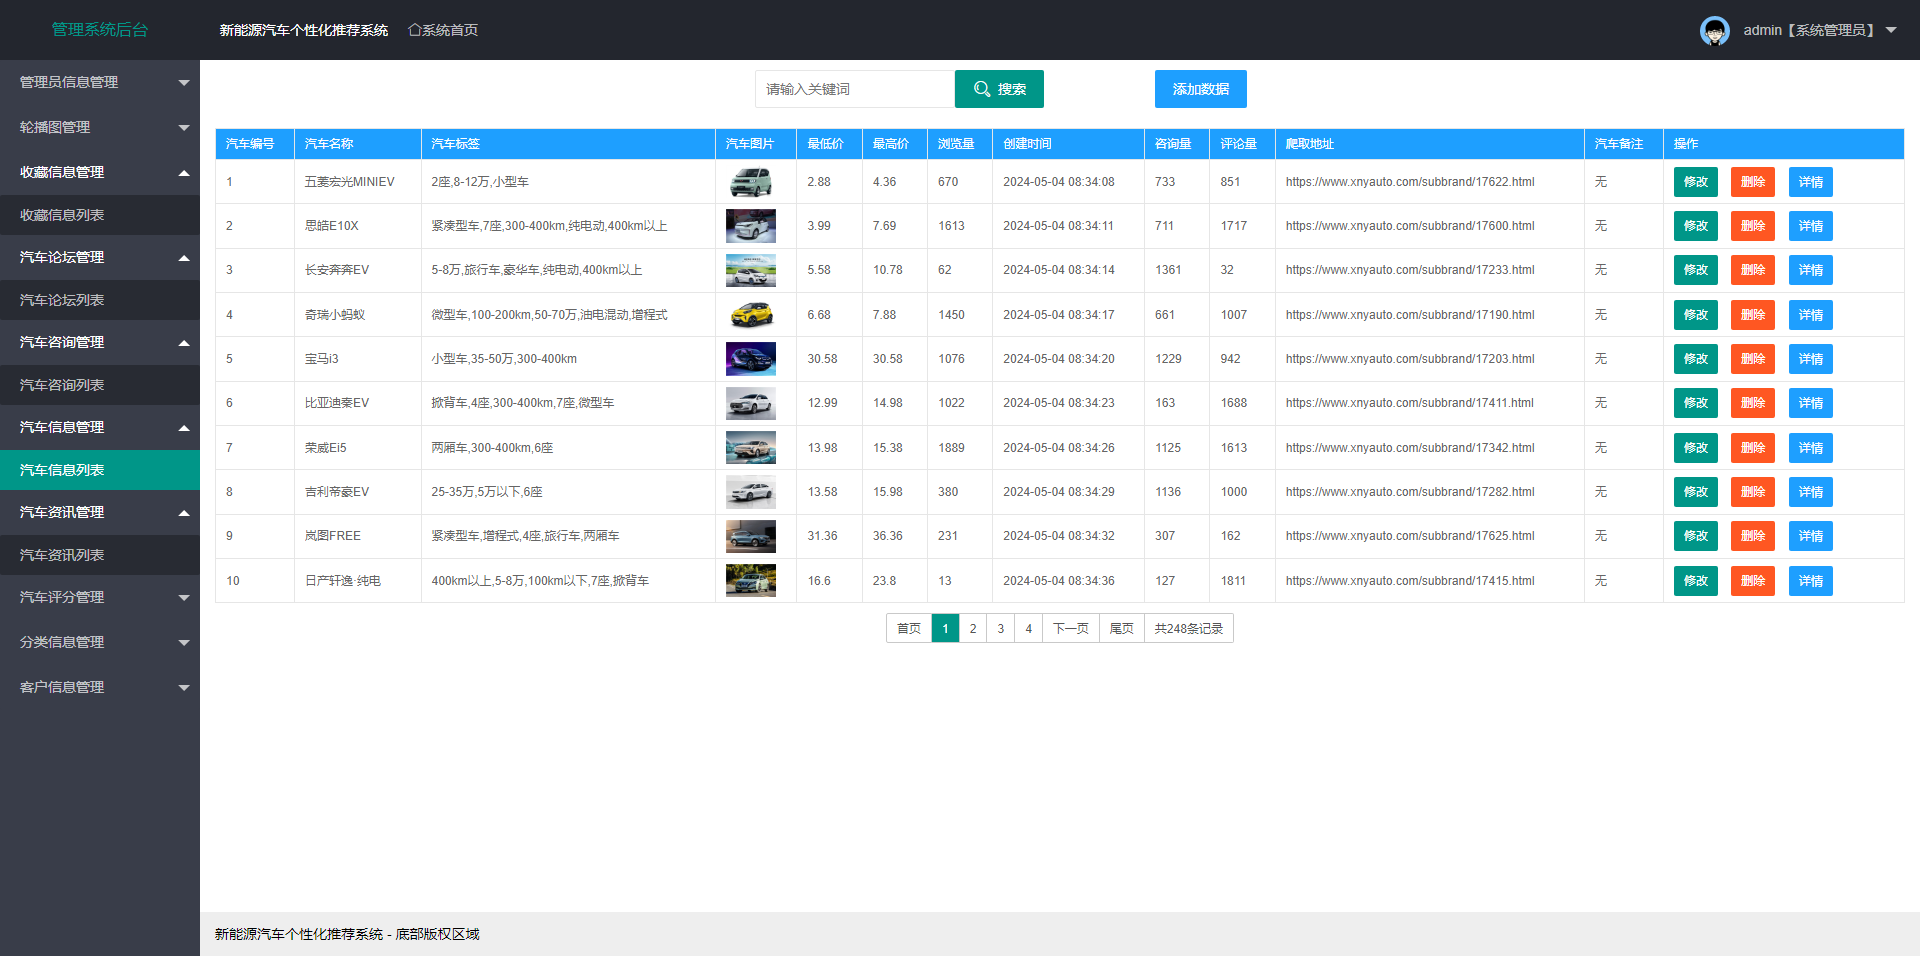 管理系统后台
新能源汽车个性化推荐系统 系统首页 admin【系统管理员】
管理员信息管理
轮播图管理
收藏信息管理
收藏信息列表
汽车论坛管理
汽车论坛列表
汽车咨询管理
汽车咨询列表
汽车信息管理
汽车信息列表
汽车资讯管理
汽车资讯列表
汽车评分管理
分类信息管理
客户信息管理
请输入关键词 搜索 添加数据
汽车编号 汽车名称 汽车标签 汽车图片 最低价 最高价 浏览量 创建时间 咨询量 评论量 爬取地址 汽车备注 操作
1 五菱宏光MINIEV 2座,8-12万,小型车 2.88 4.36 670 2024-05-04 08:34:08 733 851 https://www.xnyauto.com/subbrand/17622.html 无 修改 删除 详情
2 思皓E10X 紧凑型车,7座,300-400km,纯电动,400km以上 3.99 7.69 1613 2024-05-04 08:34:11 711 1717 https://www.xnyauto.com/subbrand/17600.html 无 修改 删除 详情
3 长安奔奔EV 5-8万,旅行车,豪华车,纯电动,400km以上 5.58 10.78 62 2024-05-04 08:34:14 1361 32 https://www.xnyauto.com/subbrand/17233.html 无 修改 删除 详情
4 奇瑞小蚂蚁 微型车,100-200km,50-70万,油电混动,增程式 6.68 7.88 1450 2024-05-04 08:34:17 661 1007 https://www.xnyauto.com/subbrand/17190.html 无 修改 删除 详情
5 宝马i3 小型车,35-50万,300-400km 30.58 30.58 1076 2024-05-04 08:34:20 1229 942 https://www.xnyauto.com/subbrand/17203.html 无 修改 删除 详情
6 比亚迪秦EV 掀背车,4座,300-400km,7座,微型车 12.99 14.98 1022 2024-05-04 08:34:23 163 1688 https://www.xnyauto.com/subbrand/17411.html 无 修改 删除 详情
7 荣威Ei5 两厢车,300-400km,6座 13.98 15.38 1889 2024-05-04 08:34:26 1125 1613 https://www.xnyauto.com/subbrand/17342.html 无 修改 删除 详情
8 吉利帝豪EV 25-35万,5万以下,6座 13.58 15.98 380 2024-05-04 08:34:29 1136 1000 https://www.xnyauto.com/subbrand/17282.html 无 修改 删除 详情
9 岚图FREE 紧凑型车,增程式,4座,旅行车,两厢车 31.36 36.36 231 2024-05-04 08:34:32 307 162 https://www.xnyauto.com/subbrand/17625.html 无 修改 删除 详情
10 日产轩逸·纯电 400km以上,5-8万,100km以下,7座,掀背车 16.6 23.8 13 2024-05-04 08:34:36 127 1811 https://www.xnyauto.com/subbrand/17415.html 无 修改 删除 详情
首页 1 2 3 4 下一页 尾页 共248条记录
新能源汽车个性化推荐系统 - 底部版权区域